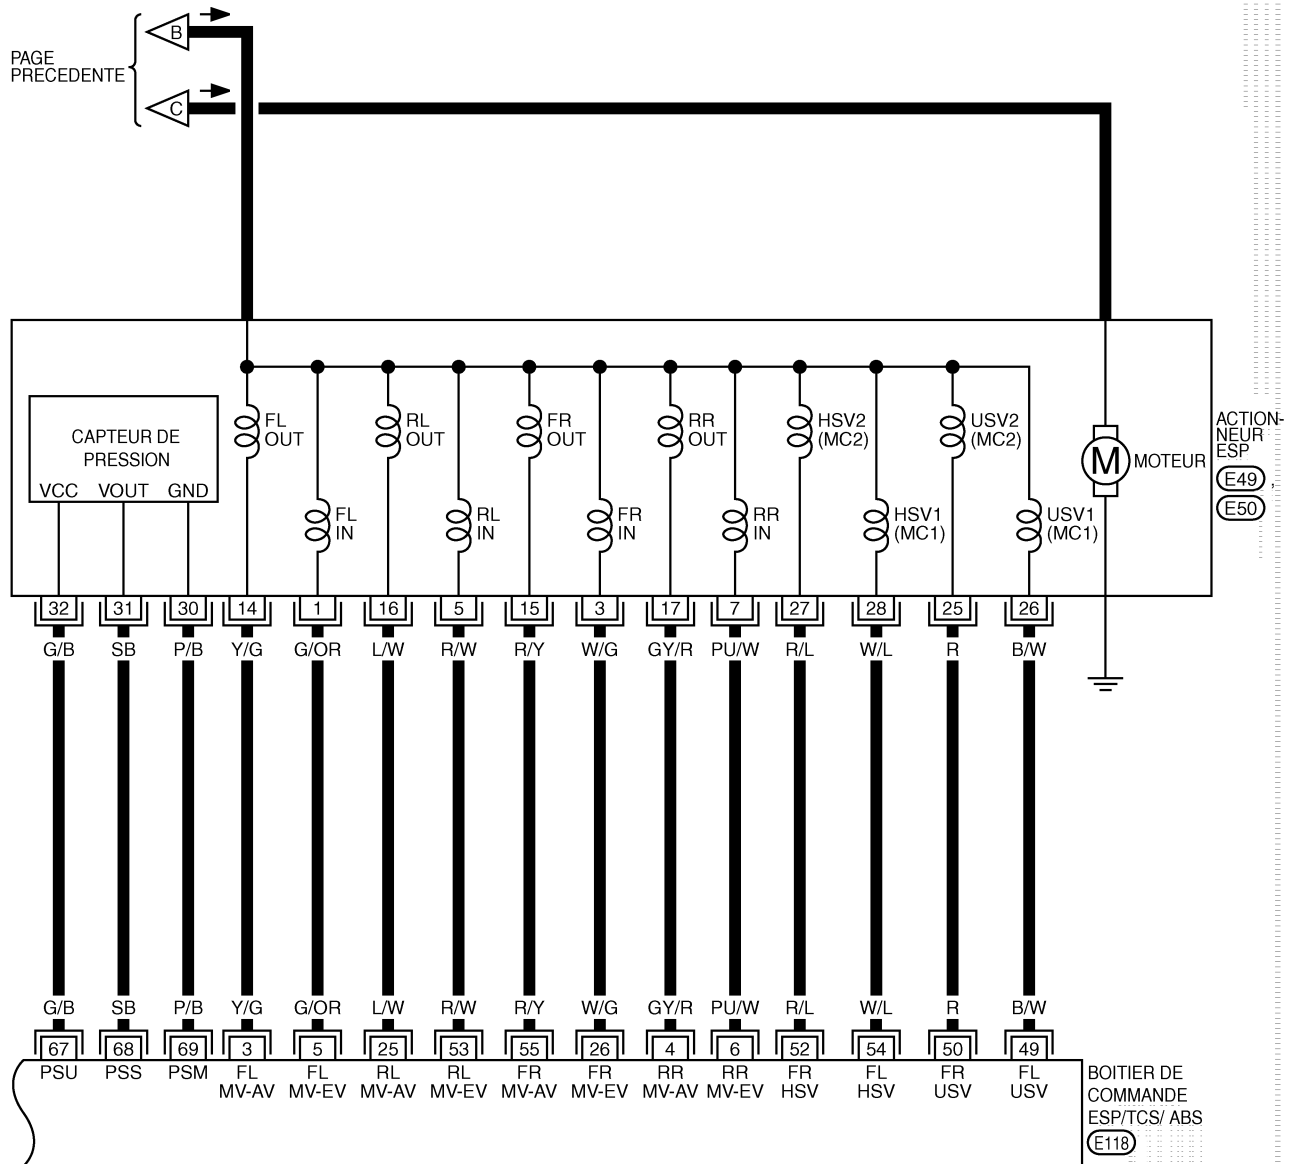 PAGE
PRECEDENTE
B
C
FL
OUT
RL
OUT
FR
OUT
RR
OUT
HSV2
(MC2)
USV2
(MC2)
ACTION-
NEUR
ESP
E49 ,
E50
CAPTEUR DE
PRESSION
VCC VOUT GND
M MOTEUR
FL
IN
RL
IN
FR
IN
RR
IN
HSV1
(MC1)
USV1
(MC1)
32 31 30 14 1 16 5 15 3 17 7 27 28 25 26
G/B SB P/B Y/G G/OR L/W R/W R/Y W/G GY/R PU/W R/L W/L R B/W
G/B SB P/B Y/G G/OR L/W R/W R/Y W/G GY/R PU/W R/L W/L R B/W
67 68 69 3 5 25 53 55 26 4 6 52 54 50 49
PSU PSS PSM FL FL RL RL FR FR RR RR FR FL FR FL
MV-AV MV-EV MV-AV MV-EV MV-AV MV-EV MV-AV MV-EV HSV HSV USV USV
BOITIER DE
COMMANDE
ESP/TCS/ ABS
E118